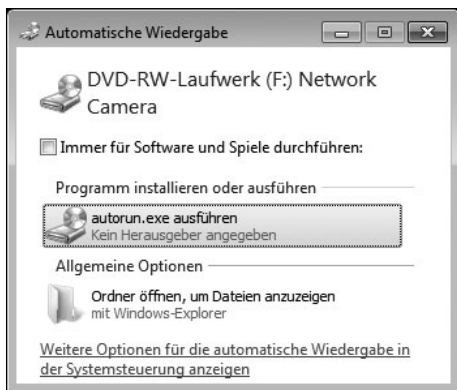 Automatische Wiedergabe
DVD-RW-Laufwerk (F:) Network
Camera
Immer für Software und Spiele durchführen:
Programm installieren oder ausführen
autorun.exe ausführen
Kein Herausgeber angegeben
Allgemeine Optionen
Ordner öffnen, um Dateien anzuzeigen
mit Windows-Explorer
Weitere Optionen für die automatische Wiedergabe in
der Systemsteuerung anzeigen